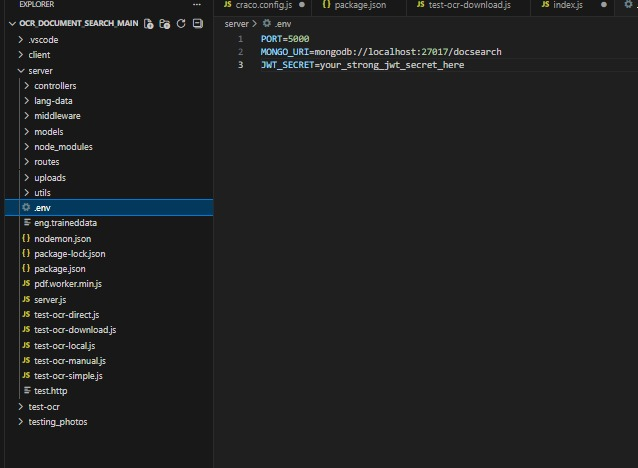 EXPLORER
craco.config.js
package.json
test-ocr-download.js
index.js
OCR_DOCUMENT_SEARCH_MAIN
server > .env
.vscode
client
server
controllers
lang-data
middleware
models
node_modules
routes
uploads
utils
.env
eng.traineddata
nodemon.json
package-lock.json
package.json
pdf.worker.min.js
server.js
test-ocr-direct.js
test-ocr-download.js
test-ocr-local.js
test-ocr-manual.js
test-ocr-simple.js
test.http
test-ocr
testing_photos
1 PORT=5000
2 MONGO_URI=mongodb://localhost:27017/docsearch
3 JWT_SECRET=your_strong_jwt_secret_here